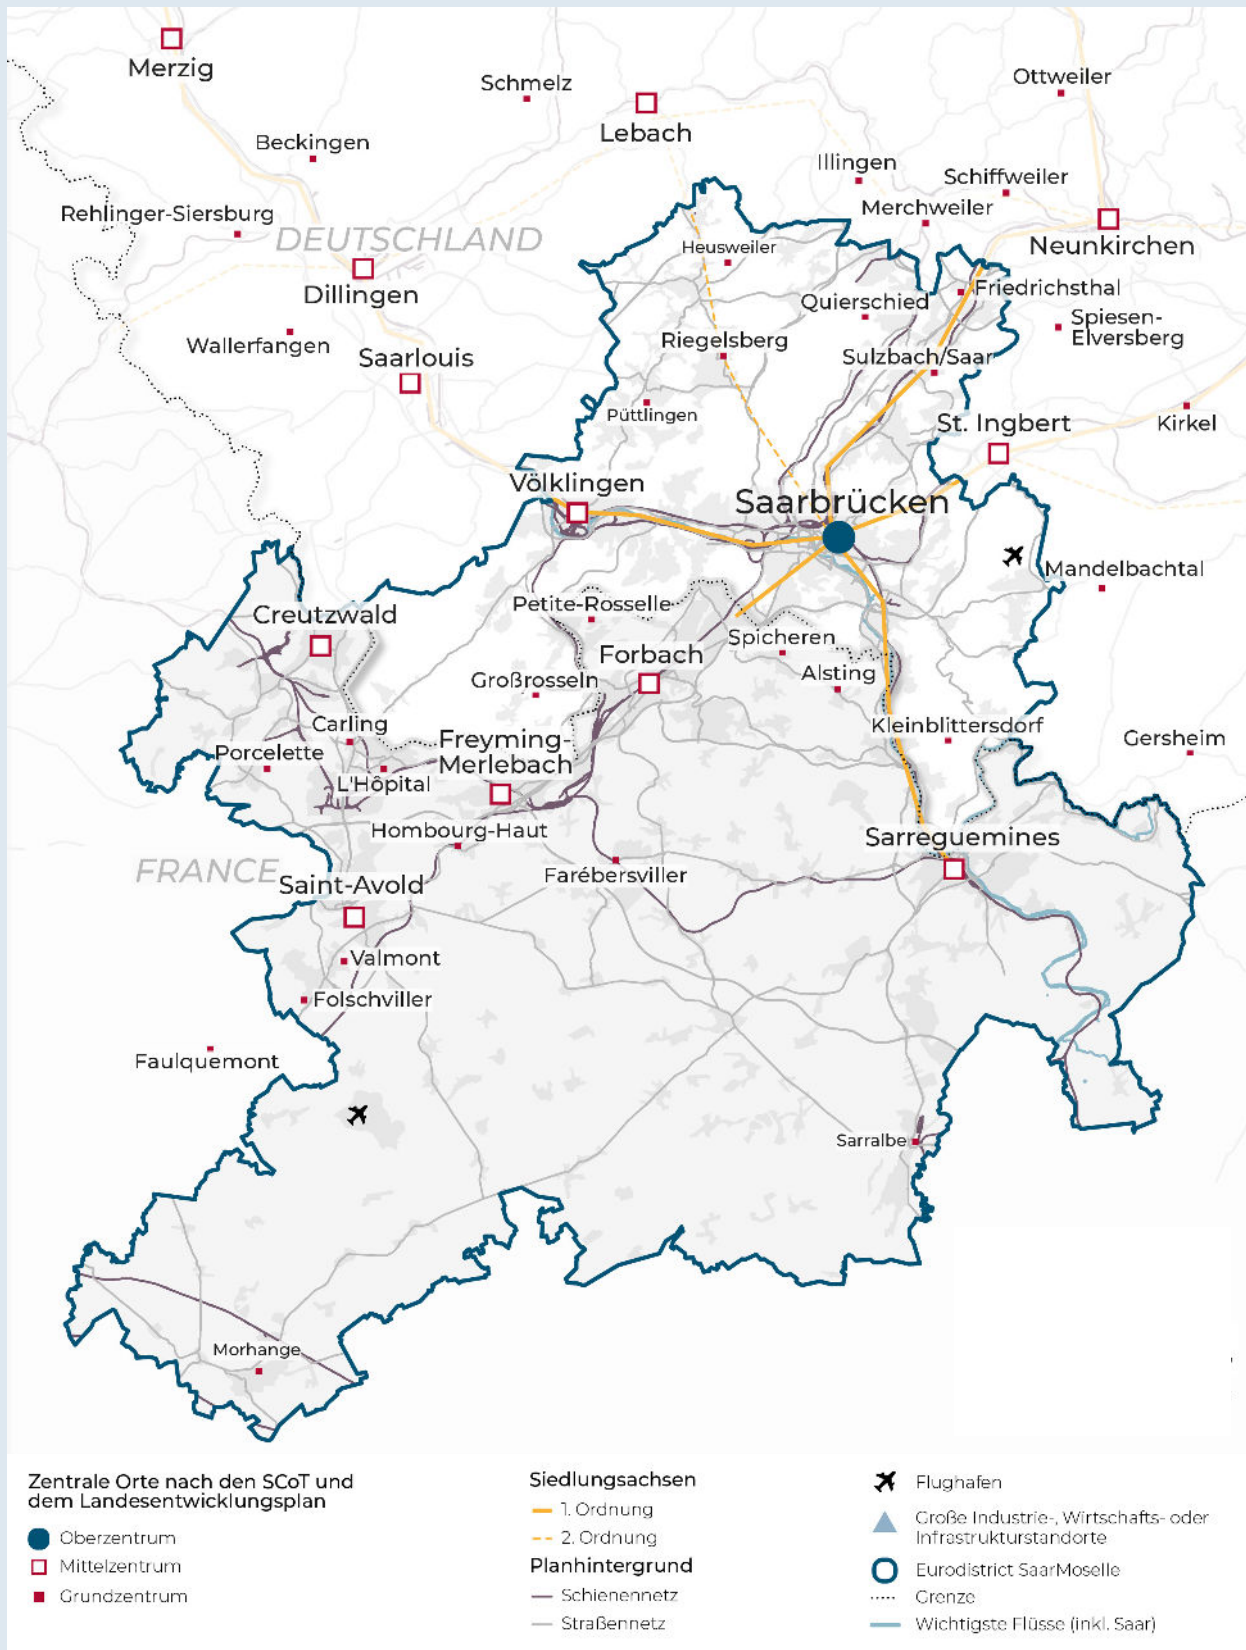 Merzig
Schmelz
Ottweiler
Lebach
Beckingen
Illingen
Schiffweiler
Rehlinger-Siersburg
Merchweiler
DEUTSCHLAND
Heusweiler
Neunkirchen
Dillingen
Friedrichsthal
Quierschied
Spiesen-
Elversberg
Wallerfangen
Riegelsberg
Saarlouis
Sulzbach/Saar
Püttlingen
St. Ingbert
Kirkel
Völklingen
Saarbrücken
Mandelbachtal
Creutzwald
Petite-Rosselle
Spicheren
Forbach
Großrosseln
Alsting
Carling
Kleinblittersdorf
Porcelette
Freyming-
Merlebach
Gersheim
L'Hôpital
Hombourg-Haut
Sarreguemines
FRANCE
Farébersviller
Saint-Avold
Valmont
Folschviller
Faulquemont
Sarralbe
Morhange
Zentrale Orte nach den SCoT und
dem Landesentwicklungsplan
Oberzentrum
Mittelzentrum
Grundzentrum
Siedlungsachsen
1. Ordnung
2. Ordnung
Planhintergrund
Schienennetz
Straßennetz
Flughafen
Große Industrie-, Wirtschafts- oder
Infrastrukturstandorte
Eurodistrict SaarMoselle
Grenze
Wichtigste Flüsse (inkl. Saar)